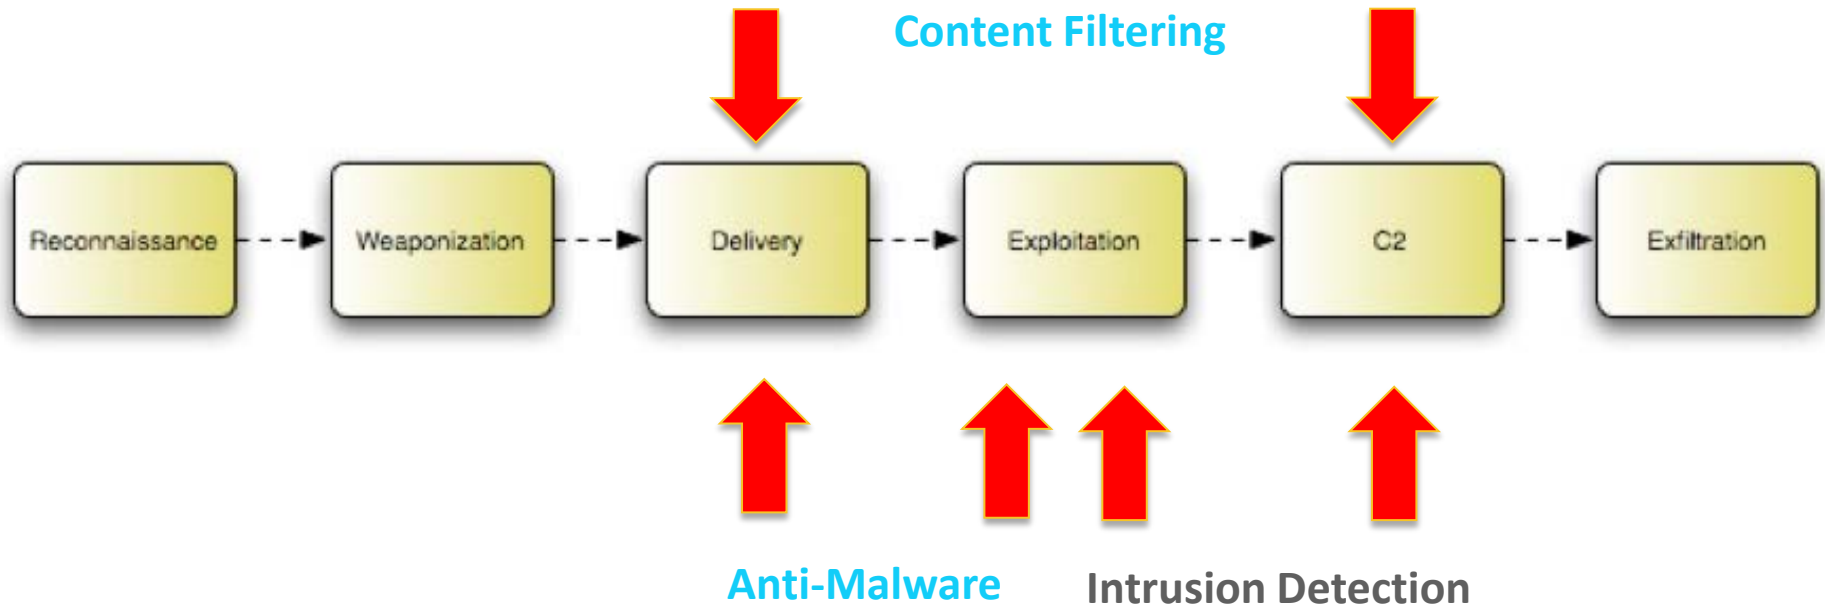 Content Filtering
Reconnaissance
Weaponization
Delivery
Exploitation
C2
Exfiltration
Anti-Malware
Intrusion Detection